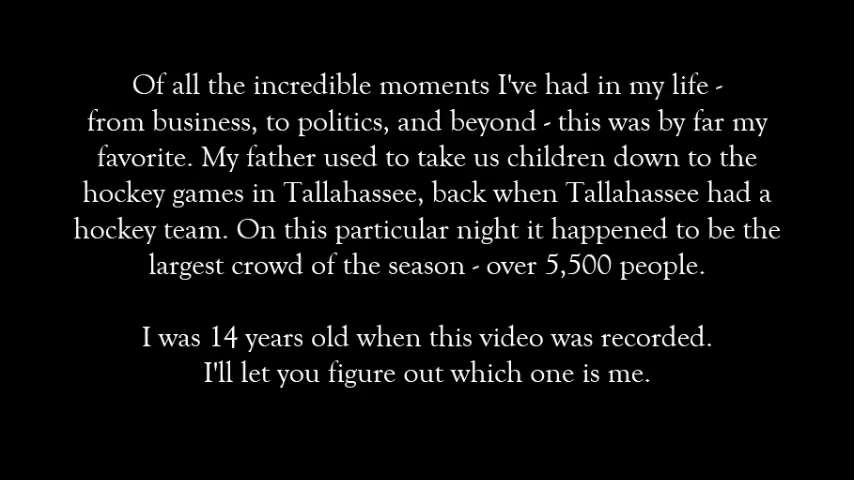 Of all the incredible moments I've had in my life -
from business, to politics, and beyond - this was by far my
favorite. My father used to take us children down to the
hockey games in Tallahassee, back when Tallahassee had a
hockey team. On this particular night it happened to be the
largest crowd of the season - over 5,500 people.
I was 14 years old when this video was recorded.
I'll let you figure out which one is me.